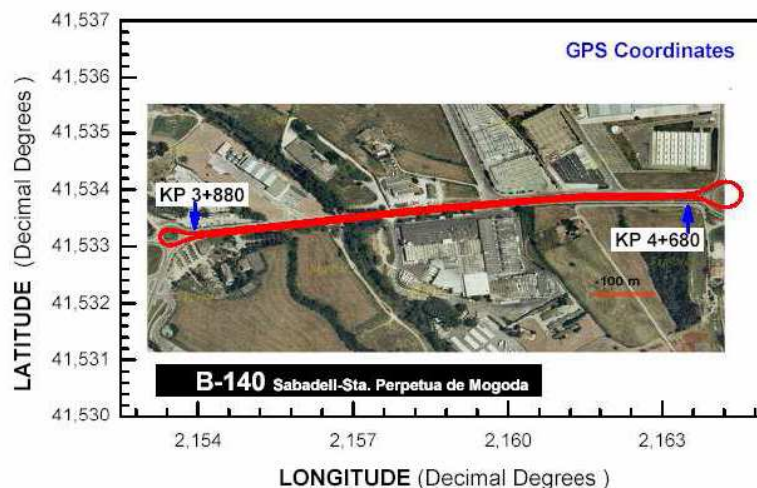 41,537
41,536
41,535
41,534
41,533
41,532
41,531
41,530
LATITUDE (Decimal Degrees )
GPS Coordinates
KP 3+880
KP 4+680
-100 m
B-140 Sabadell-Sta. Perpetua de Mogoda
2,154
2,157
2,160
2,163
LONGITUDE (Decimal Degrees )